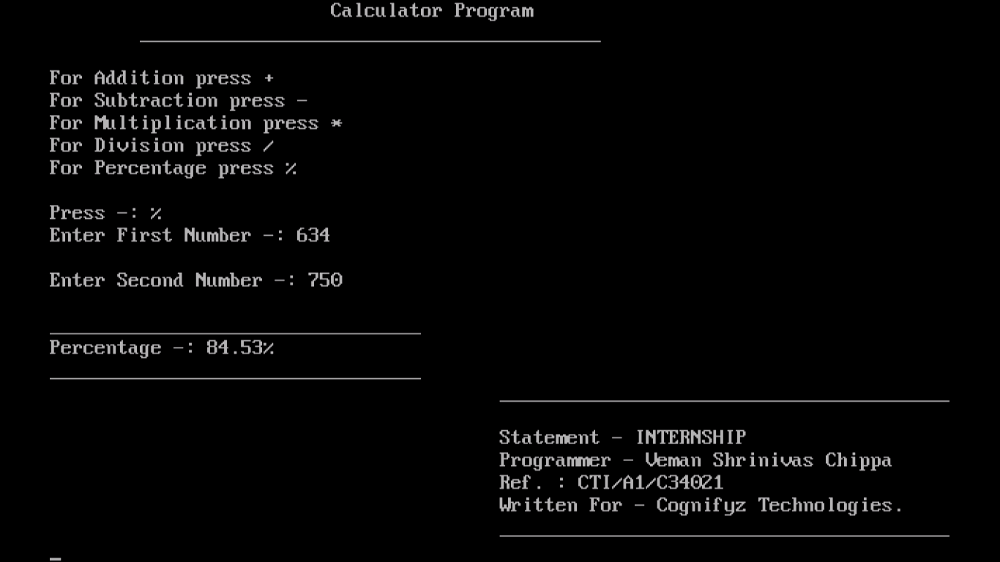 Calculator Program
For Addition press +
For Subtraction press -
For Multiplication press *
For Division press /
For Percentage press %
Press -: %
Enter First Number -: 634
Enter Second Number -: 750
Percentage -: 84.53%
Statement - INTERNSHIP
Programmer - Veman Shrinivas Chippa
Ref. : CTI/A1/C34021
Written For - Cognifyz Technologies.